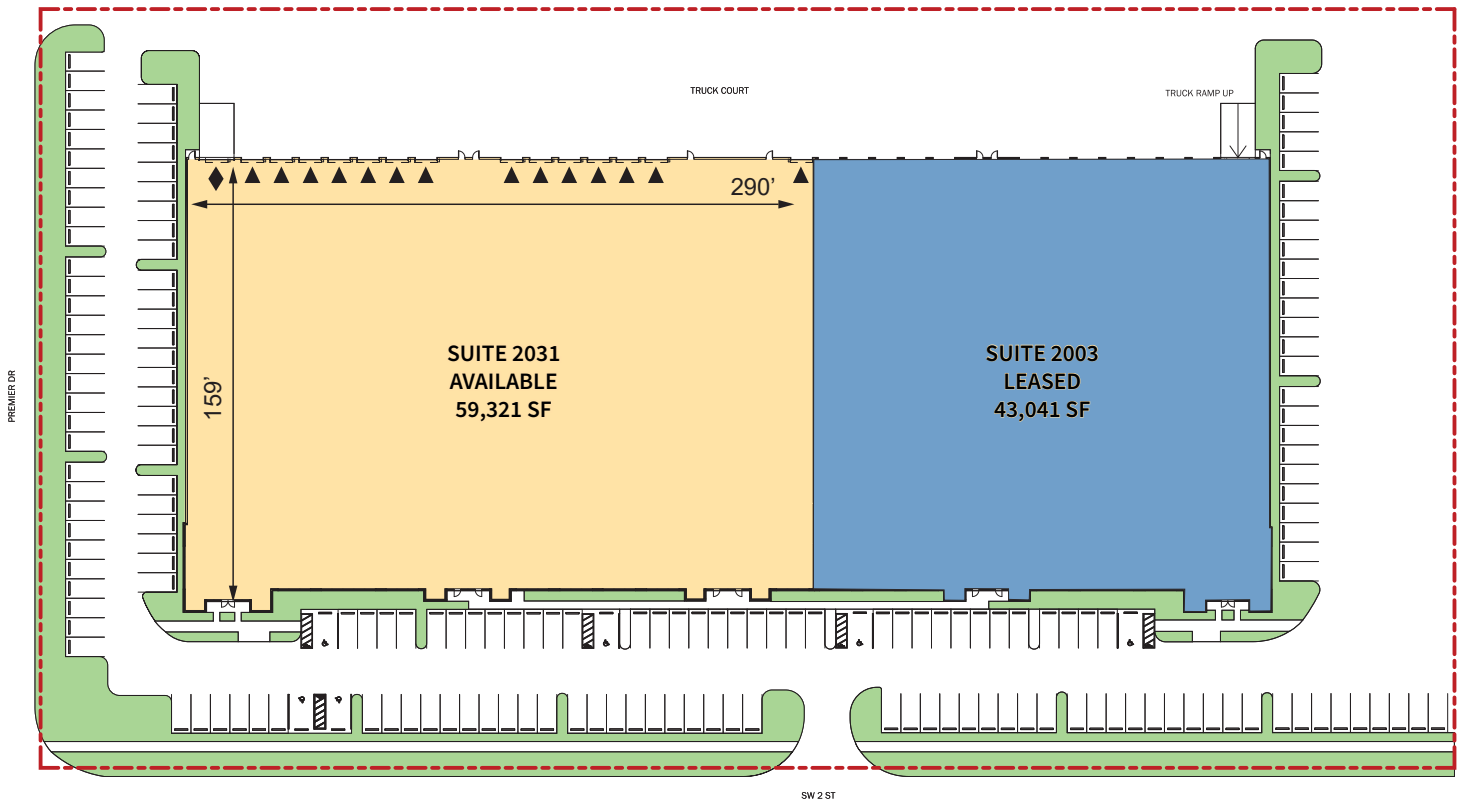 TRUCK COURT
TRUCK RAMP UP
290’
159’
SUITE 2031
AVAILABLE
59,321 SF
SUITE 2003
LEASED
43,041 SF
PREMIER DR
SW 2 ST